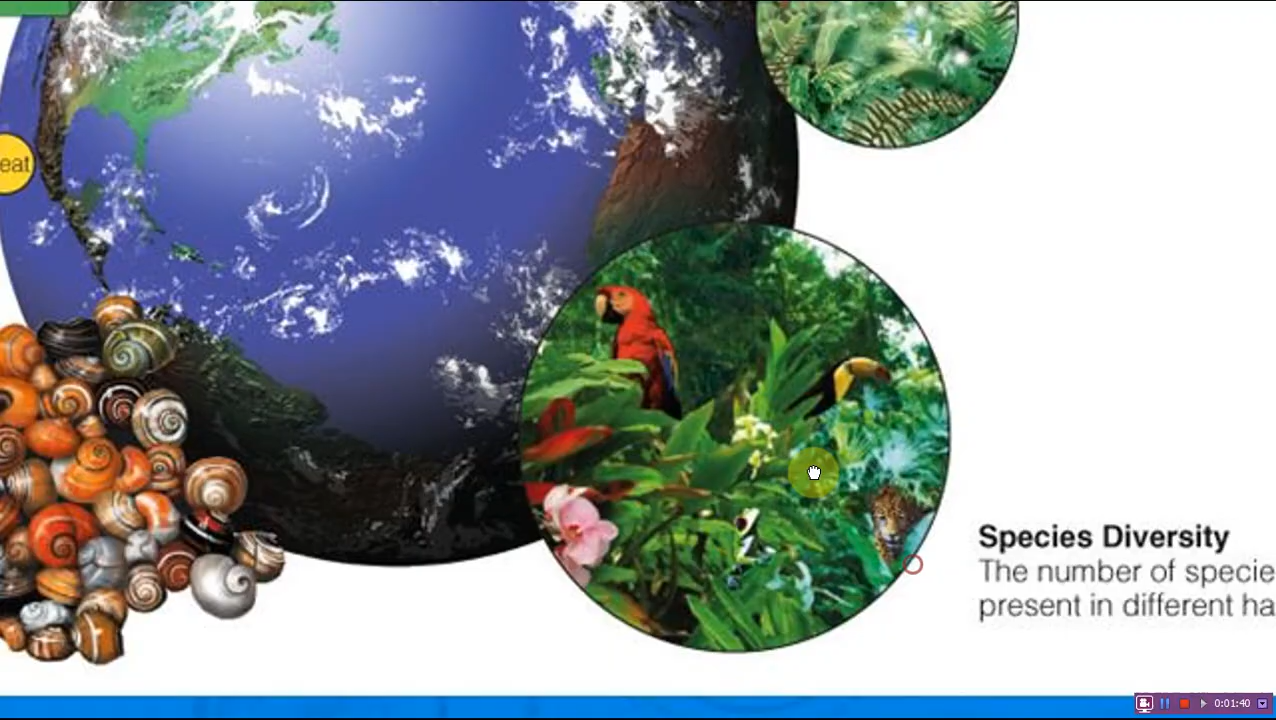 eat
Species Diversity
The number of specie
present in different ha
0:01:40